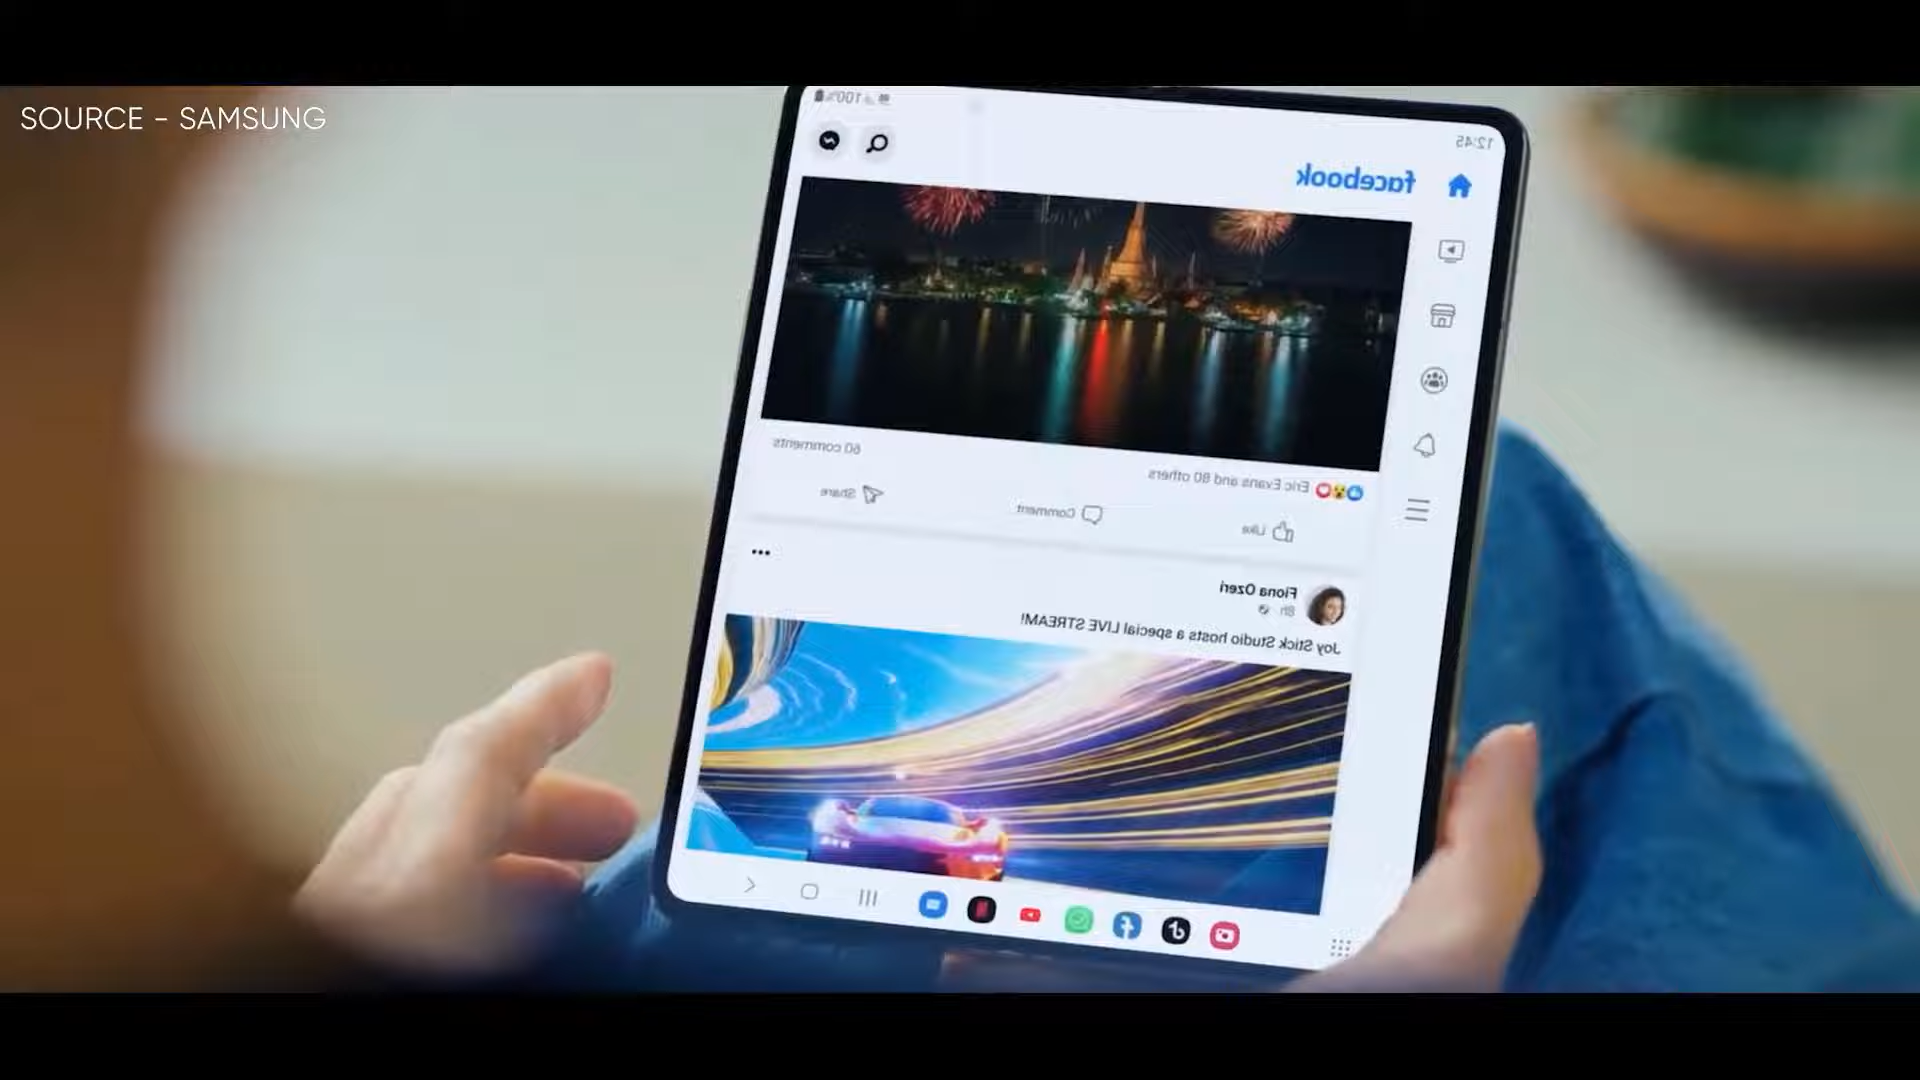 SOURCE - SAMSUNG
12:45
100%
facebook
Eric Evans and 80 others
60 comments
Like
Comment
Share
Fiona Ozeri
8h
Joy Stick Studio hosts a special LIVE STREAM!